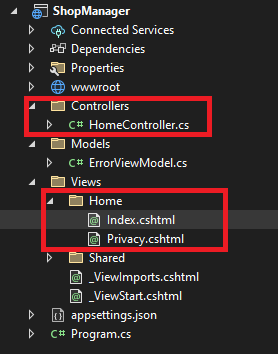 ShopManager
Connected Services
Dependencies
Properties
wwwroot
Controllers
C# HomeController.cs
Models
C# ErrorViewModel.cs
Views
Home
@ Index.cshtml
@ Privacy.cshtml
Shared
@ _ViewImports.cshtml
@ _ViewStart.cshtml
appsettings.json
C# Program.cs